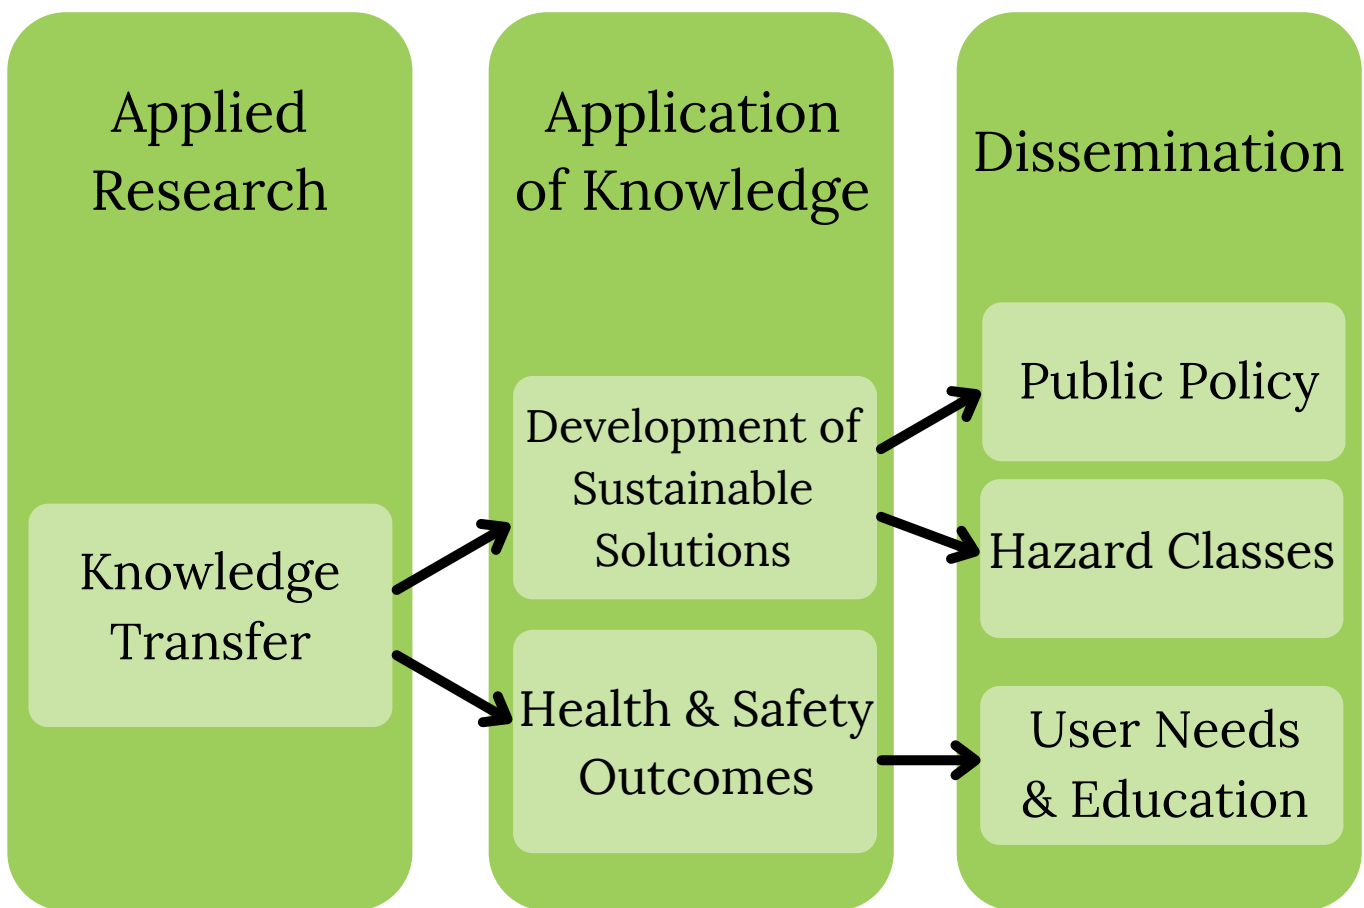 Applied
Research
Knowledge
Transfer
Application
of Knowledge
Development of
Sustainable
Solutions
Health & Safety
Outcomes
Dissemination
Public Policy
Hazard Classes
User Needs
& Education